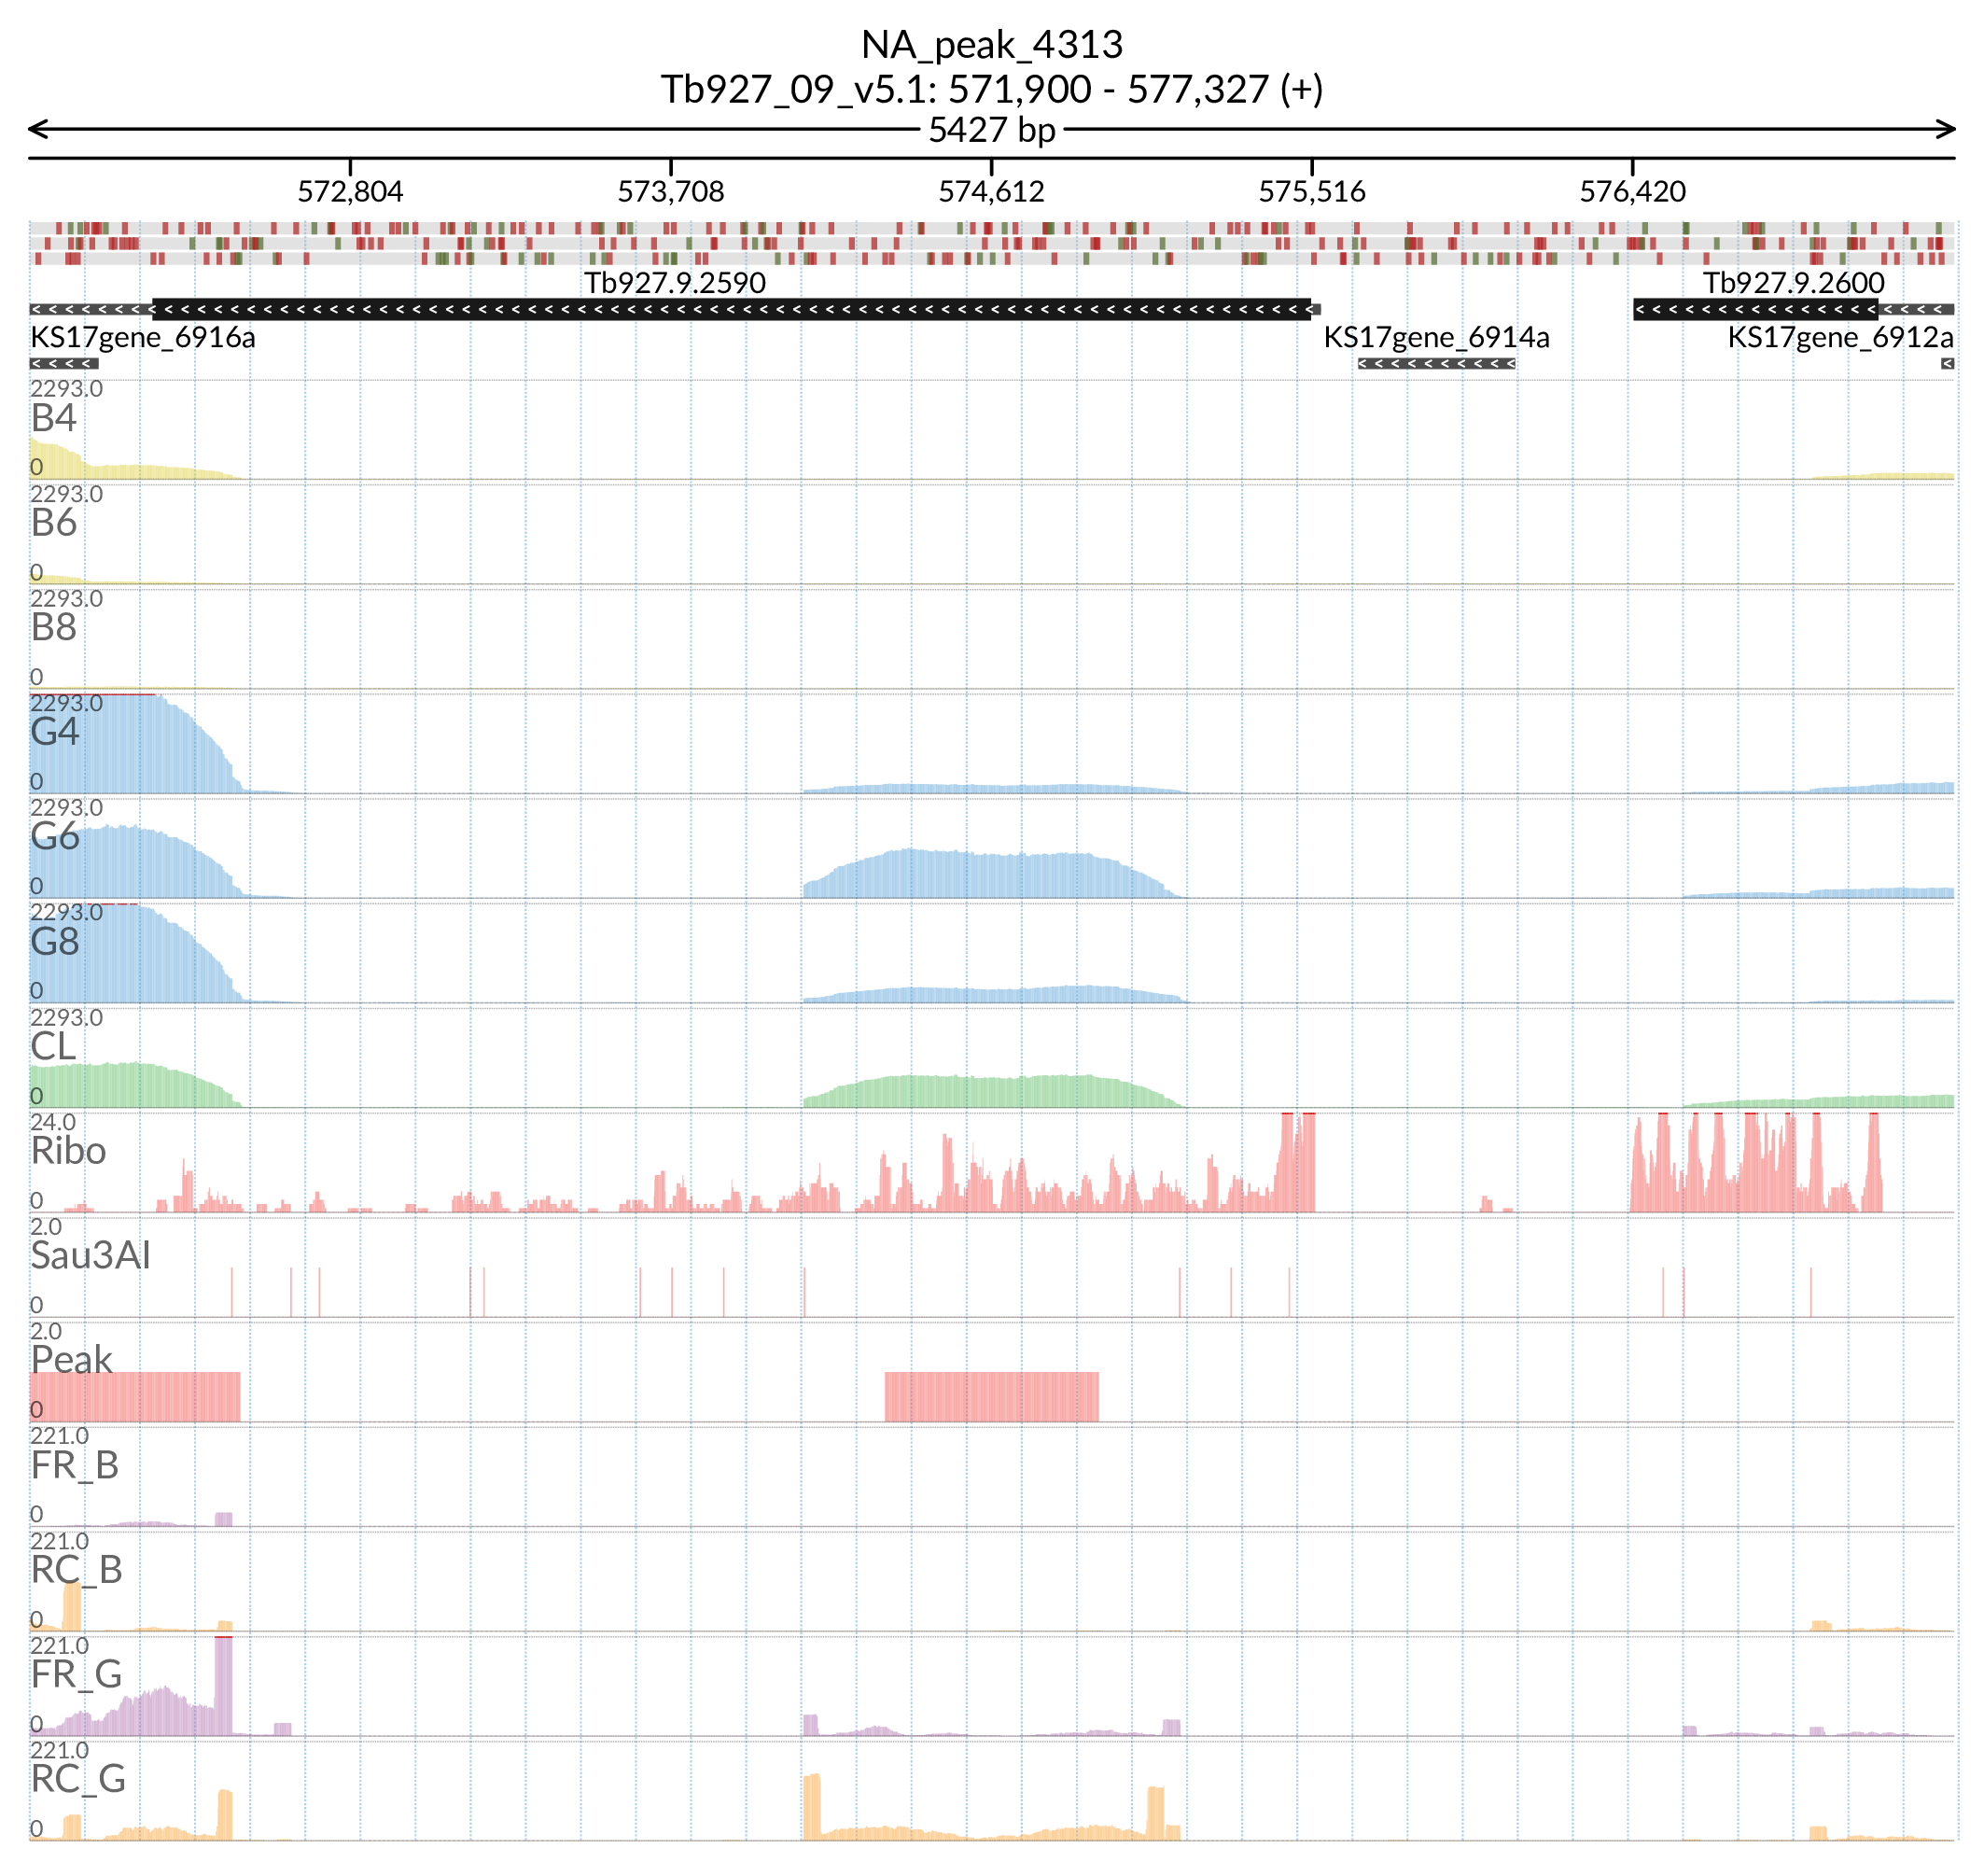 NA_peak_4313
Tb927_09_v5.1: 571,900 - 577,327 (+)
5427 bp
572,804 573,708 574,612 575,516 576,420
Tb927.9.2590 Tb927.9.2600
KS17gene_6916a KS17gene_6914a KS17gene_6912a
2293.0
B4
0
2293.0
B6
0
2293.0
B8
0
2293.0
G4
0
2293.0
G6
0
2293.0
G8
0
2293.0
CL
0
24.0
Ribo
0
2.0
Sau3AI
0
2.0
Peak
0
221.0
FR_B
0
221.0
RC_B
0
221.0
FR_G
0
221.0
RC_G
0